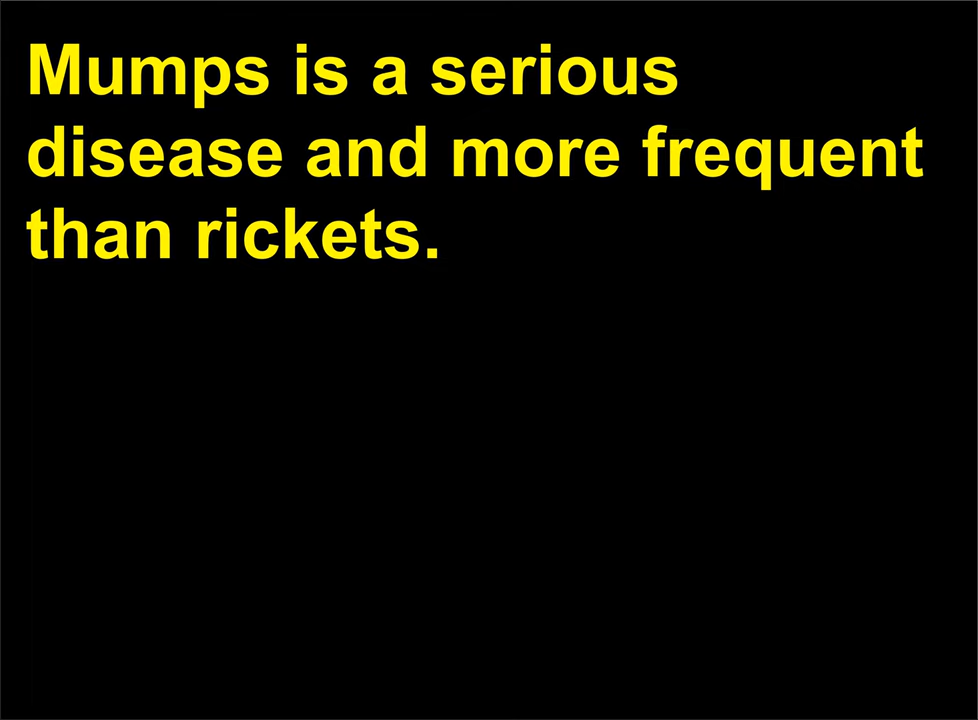 Mumps is a serious
disease and more frequent
than rickets.